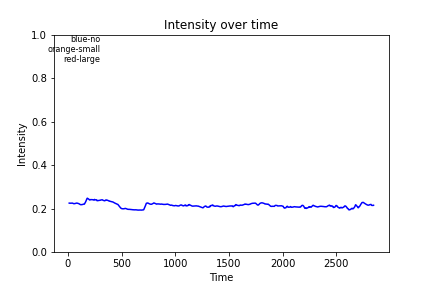 Intensity over time
blue-no
orange-small
red-large
Intensity
1.0
0.8
0.6
0.4
0.2
0.0
0 500 1000 1500 2000 2500
Time